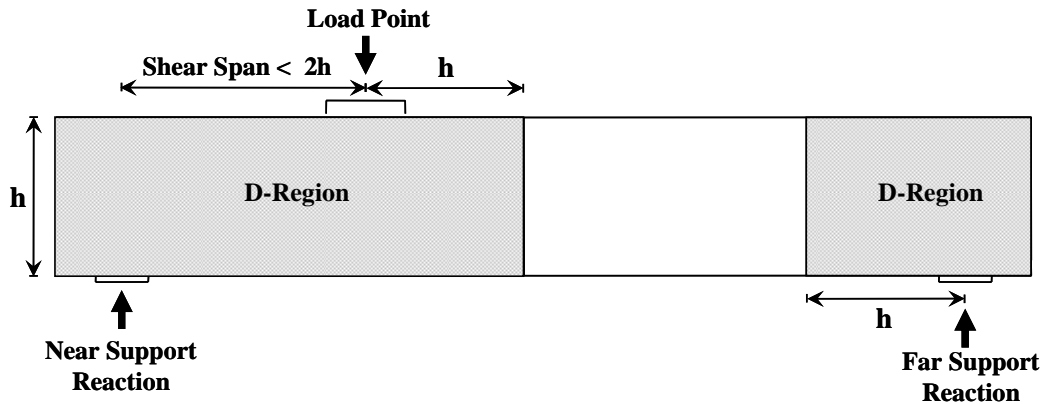 Load Point
Shear Span < 2h
h
h
D-Region
D-Region
h
Near Support
Reaction
Far Support
Reaction